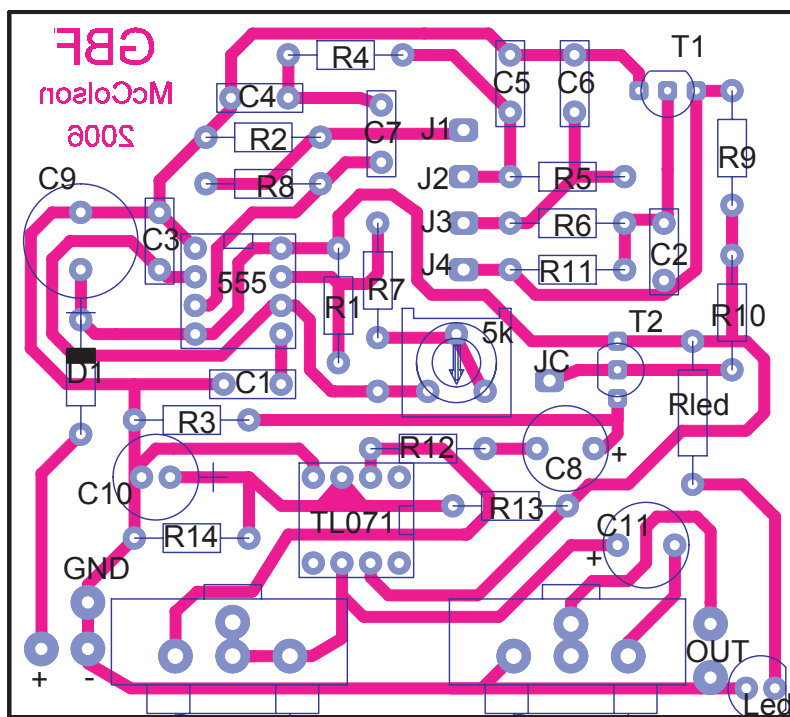 GBF
McColson
2006
T1
R4
C5
C6
C4
J1
C7
R2
R9
C9
R8
J2
R5
J3
R6
C3
J4
R11
C2
555
R1
R7
5k
T2
R10
D1
C1
JC
Rled
R3
R12
C8
+
C10
R13
TL071
C11
R14
+
GND
OUT
+
-
Led